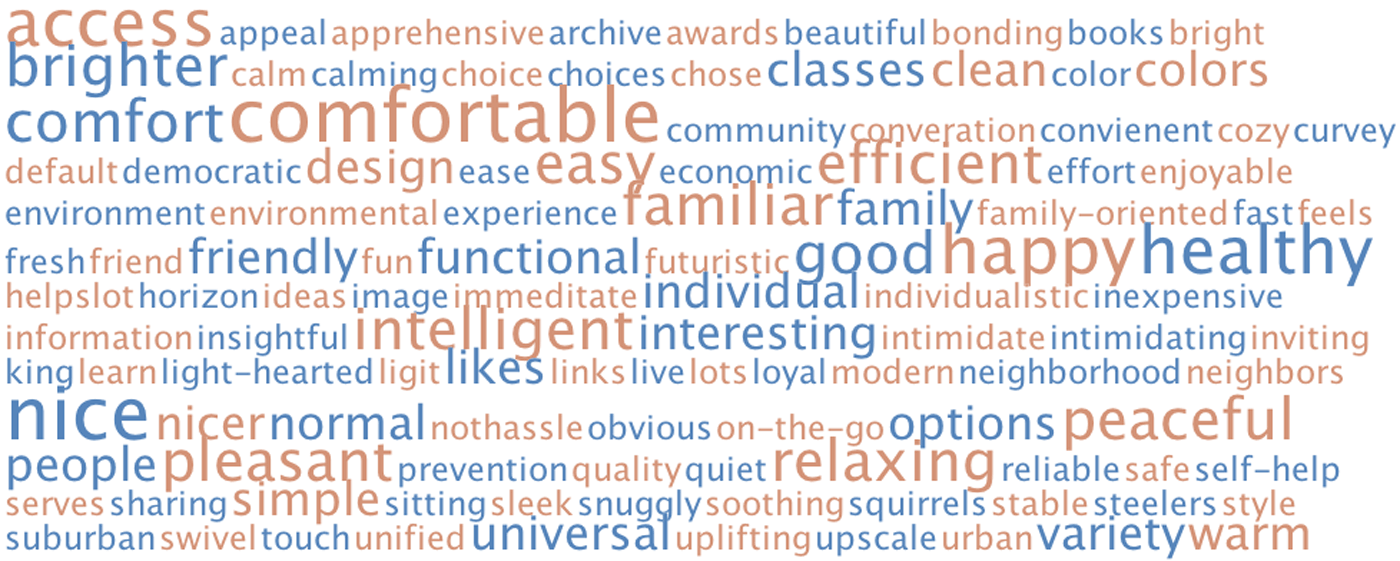 access appeal apprehensive archive awards beautiful bonding books bright
brighter calm calming choice choices chose classes clean color colors
comfort comfortable community converation convienent cozy curvey
default democratic design ease easy economic efficient effort enjoyable
environment environmental experience familiar family family-oriented fast feels
fresh friend friendly fun functional futuristic good happy healthy
helpslot horizon ideas image immeditate individual individualistic inexpensive
information insightful intelligent interesting intimidate intimidating inviting
king learn light-hearted ligit likes links live lots loyal modern neighborhood neighbors
nice nicer normal nothassle obvious on-the-go options peaceful
people pleasant prevention quality quiet relaxing reliable safe self-help
serves sharing simple sitting sleek snuggly soothing squirrels stable steelers style
suburban swivel touch unified universal uplifting upscale urban variety warm